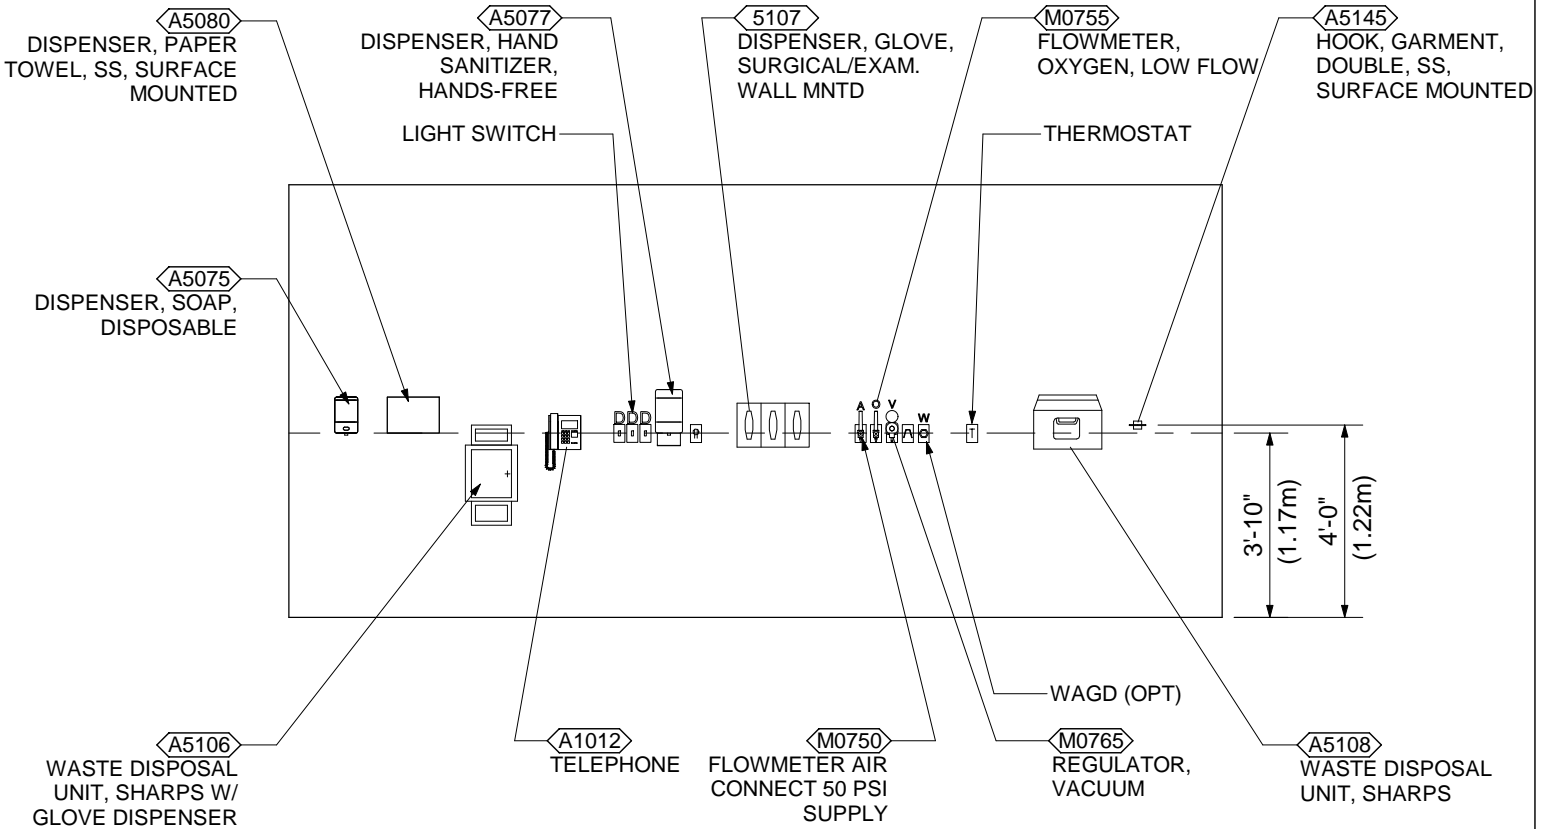 A5080
DISPENSER, PAPER
TOWEL, SS, SURFACE
MOUNTED
A5077
DISPENSER, HAND
SANITIZER,
HANDS-FREE
5107
DISPENSER, GLOVE,
SURGICAL/EXAM.
WALL MNTD
M0755
FLOWMETER,
OXYGEN, LOW FLOW
A5145
HOOK, GARMENT,
DOUBLE, SS,
SURFACE MOUNTED
LIGHT SWITCH
THERMOSTAT
A5075
DISPENSER, SOAP,
DISPOSABLE
D D D
A O V
W
T
3'-10"
(1.17m)
4'-0"
(1.22m)
WAGD (OPT)
A5106
WASTE DISPOSAL
UNIT, SHARPS W/
GLOVE DISPENSER
A1012
TELEPHONE
M0750
FLOWMETER AIR
CONNECT 50 PSI
SUPPLY
M0765
REGULATOR,
VACUUM
A5108
WASTE DISPOSAL
UNIT, SHARPS